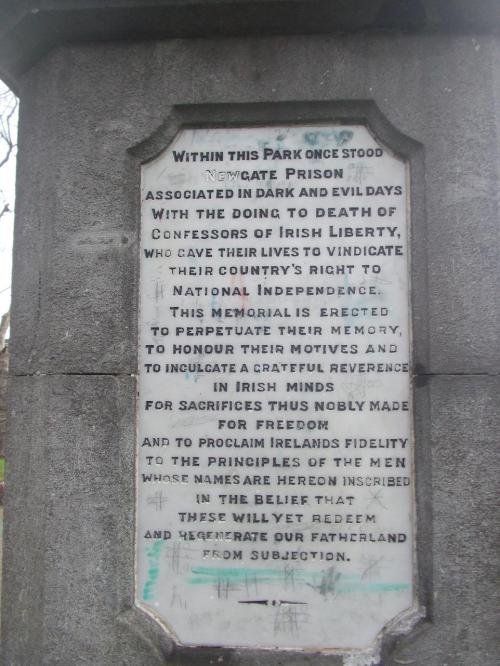 WITHIN THIS PARK ONCE STOOD
NEWGATE PRISON
ASSOCIATED IN DARK AND EVIL DAYS
WITH THE DOING TO DEATH OF
CONFESSORS OF IRISH LIBERTY,
WHO GAVE THEIR LIVES TO VINDICATE
THEIR COUNTRY'S RIGHT TO
NATIONAL INDEPENDENCE.
THIS MEMORIAL IS ERECTED
TO PERPETUATE THEIR MEMORY,
TO HONOUR THEIR MOTIVES AND
TO INCULCATE A GRATEFUL REVERENCE
IN IRISH MINDS
FOR SACRIFICES THUS NOBLY MADE
FOR FREEDOM
AND TO PROCLAIM IRELANDS FIDELITY
TO THE PRINCIPLES OF THE MEN
WHOSE NAMES ARE HEREON INSCRIBED
IN THE BELIEF THAT
THESE WILL YET REDEEM
AND REGENERATE OUR FATHERLAND
FROM SUBJECTION.